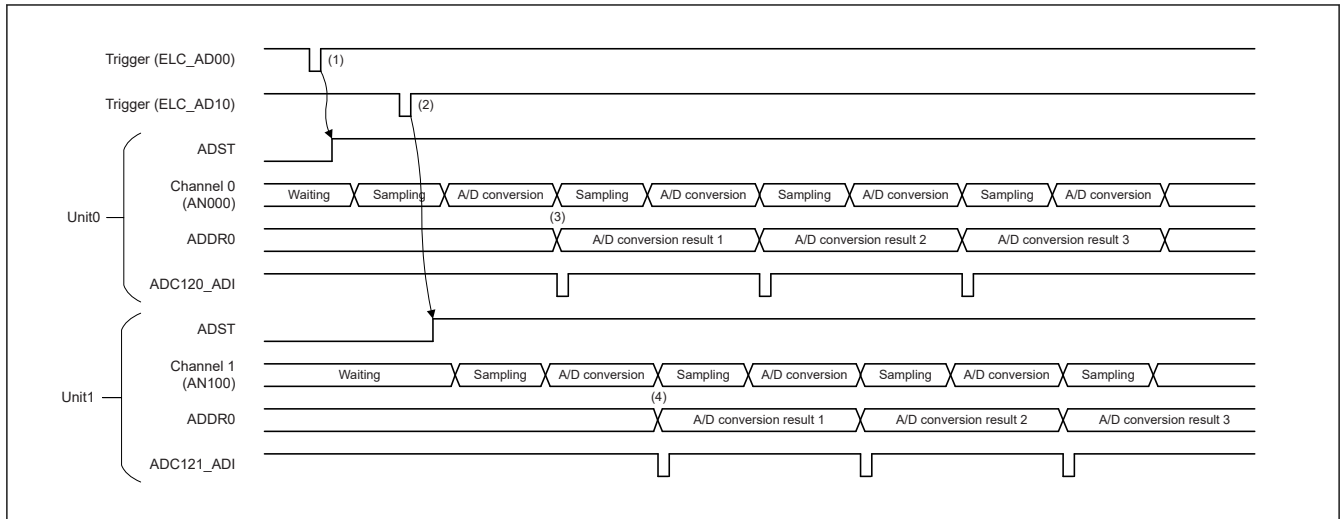 Trigger (ELC_AD00)
(1)
Trigger (ELC_AD10)
(2)
Unit0
ADST
Channel 0
(AN000)
Waiting Sampling A/D conversion Sampling A/D conversion Sampling A/D conversion Sampling A/D conversion
(3)
ADDR0
A/D conversion result 1 A/D conversion result 2 A/D conversion result 3
ADC120_ADI
Unit1
ADST
Channel 1
(AN100)
Waiting Sampling A/D conversion Sampling A/D conversion Sampling A/D conversion Sampling
(4)
ADDR0
A/D conversion result 1 A/D conversion result 2 A/D conversion result 3
ADC121_ADI